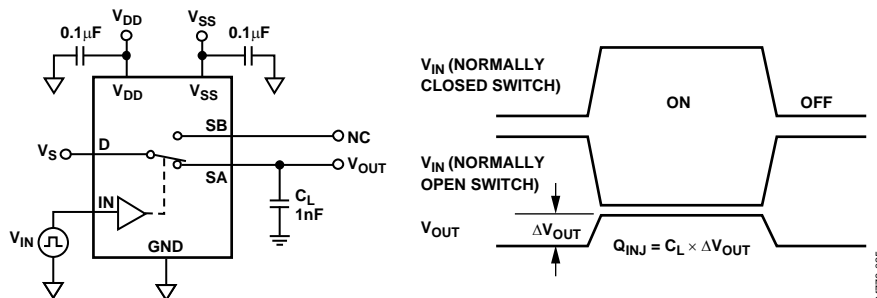 VDD
VSS
0.1µF
0.1µF
VDD
VSS
SB
NC
VS
D
SA
VOUT
IN
CL
1nF
VIN
GND
VIN (NORMALLY
CLOSED SWITCH)
ON
OFF
VIN (NORMALLY
OPEN SWITCH)
VOUT
ΔVOUT
QINJ = CL × ΔVOUT